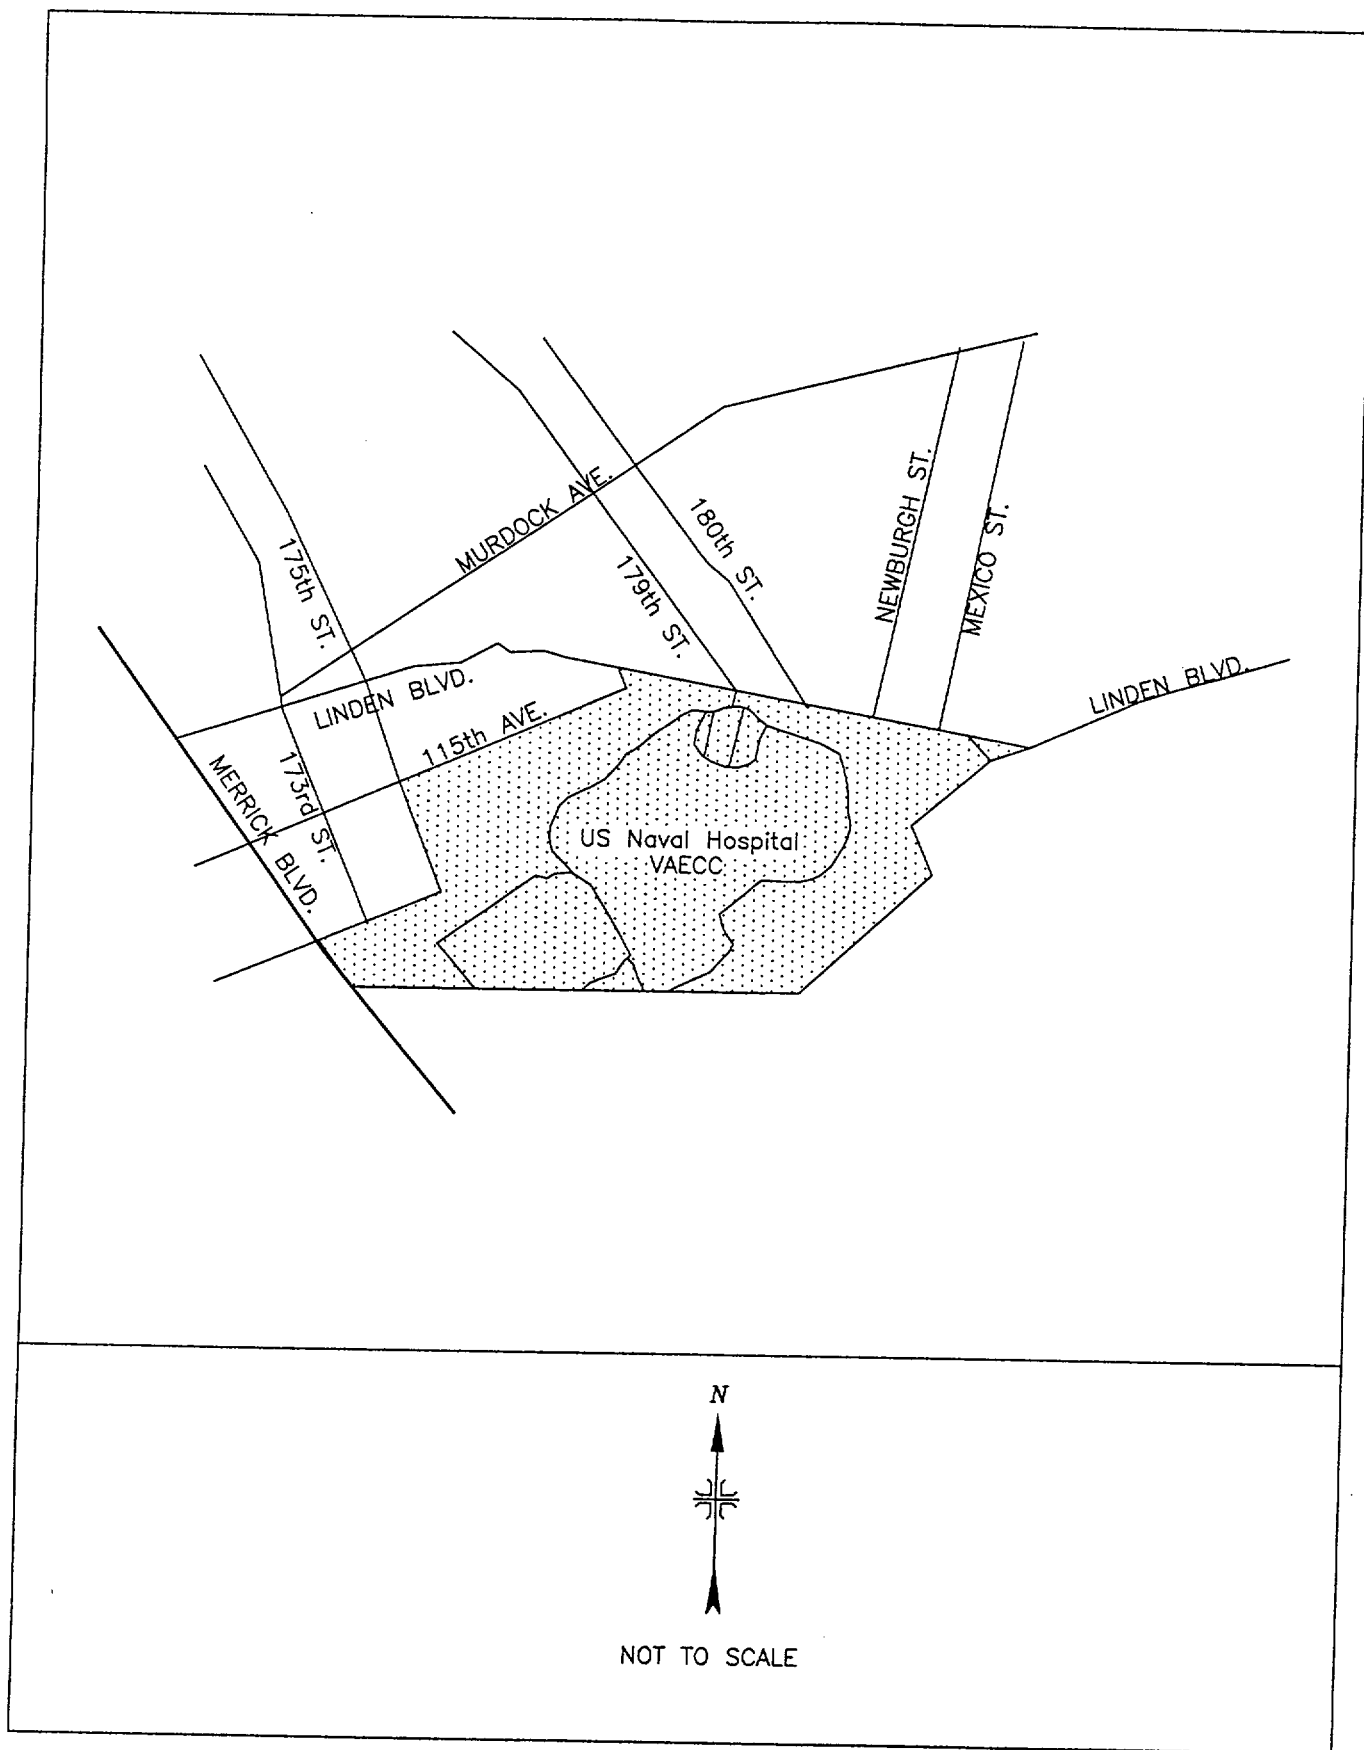 175th ST.
MURDOCK AVE.
180th ST.
179th ST.
NEWBURGH ST.
MEXICO ST.
LINDEN BLVD.
LINDEN BLVD.
115th AVE.
173rd ST.
MERRICK BLVD.
US Naval Hospital
VAECC
N
NOT TO SCALE